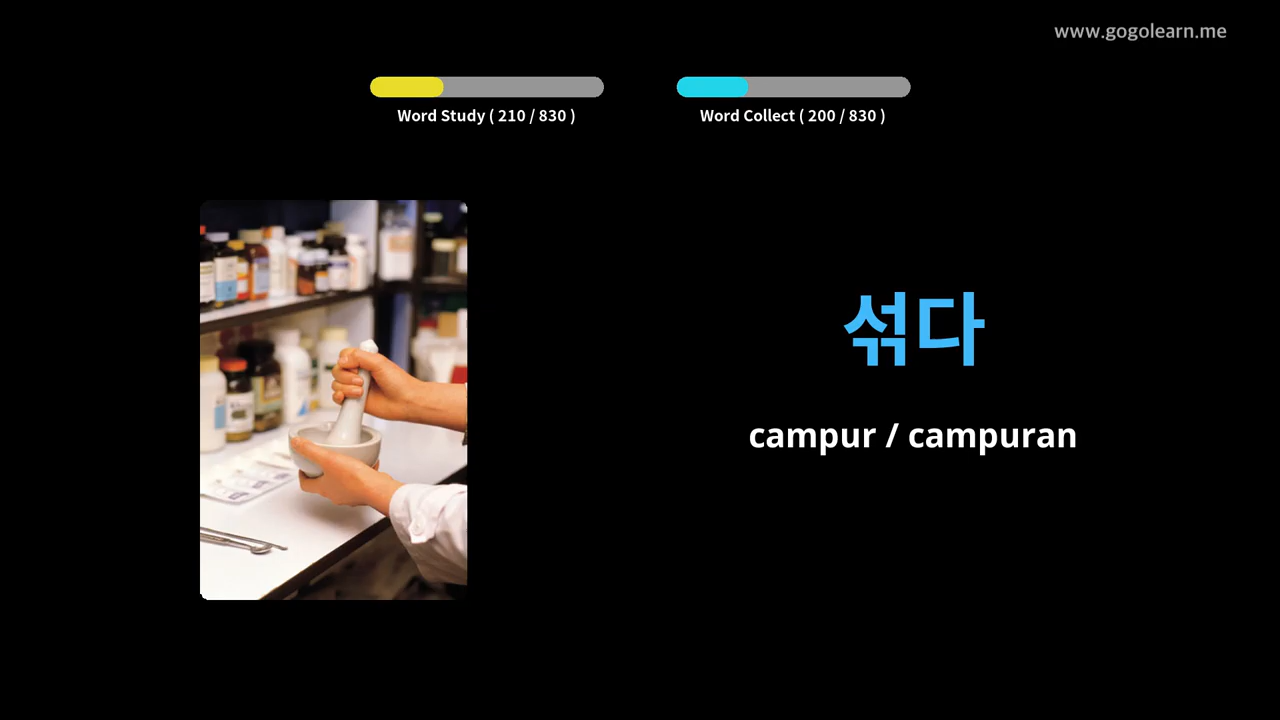 www.gogolearn.me
Word Study ( 210 / 830 )
Word Collect ( 200 / 830 )
섞다
campur / campuran